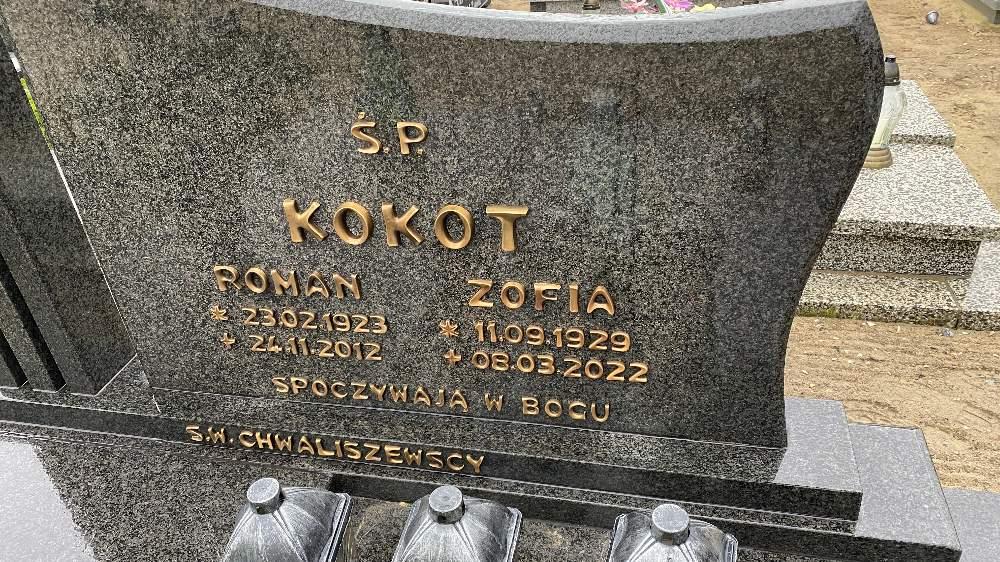 Ś.P.
KOKOT
ROMAN
* 23.02.1923
+ 24.11.2012
ZOFIA
* 11.09.1929
+ 08.03.2022
SPOCZYWAJĄ W BOGU
S.W. CHWALISZEWSCY